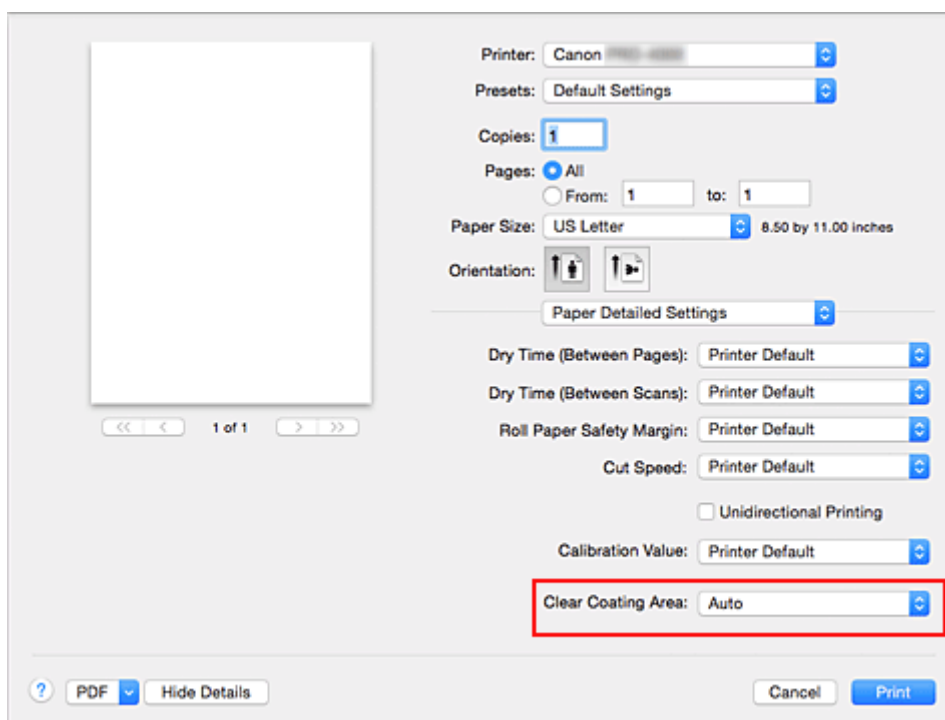 Printer: Canon
Presets: Default Settings
Copies: 1
Pages: All
From: 1 to: 1
Paper Size: US Letter 8.50 by 11.00 inches
Orientation:
Paper Detailed Settings
Dry Time (Between Pages): Printer Default
Dry Time (Between Scans): Printer Default
<< < 1 of 1 > >>
Roll Paper Safety Margin: Printer Default
Cut Speed: Printer Default
Unidirectional Printing
Calibration Value: Printer Default
Clear Coating Area: Auto
? PDF Hide Details Cancel Print